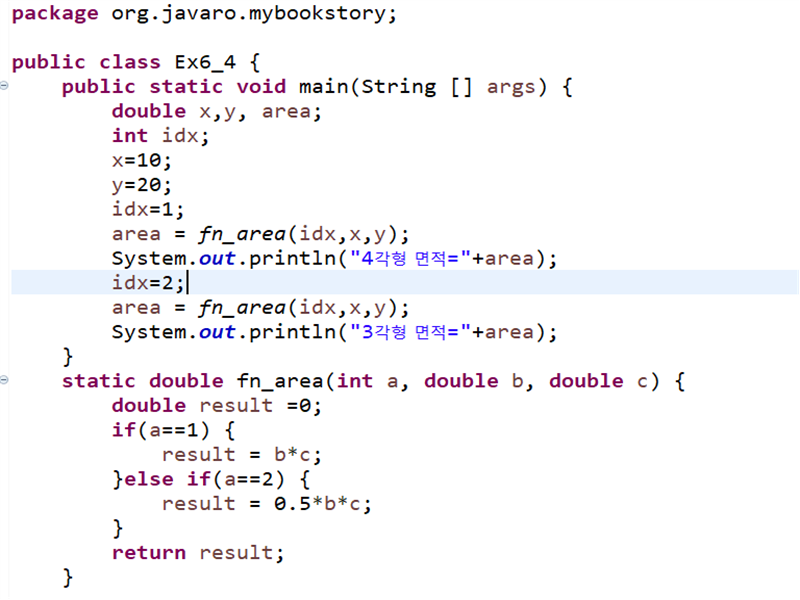 package org.javaro.mybookstory;
public class Ex6_4 {
public static void main(String [] args) {
double x,y, area;
int idx;
x=10;
y=20;
idx=1;
area = fn_area(idx,x,y);
System.out.println("4각형 면적="+area);
idx=2;
area = fn_area(idx,x,y);
System.out.println("3각형 면적="+area);
}
static double fn_area(int a, double b, double c) {
double result =0;
if(a==1) {
result = b*c;
}else if(a==2) {
result = 0.5*b*c;
}
return result;
}